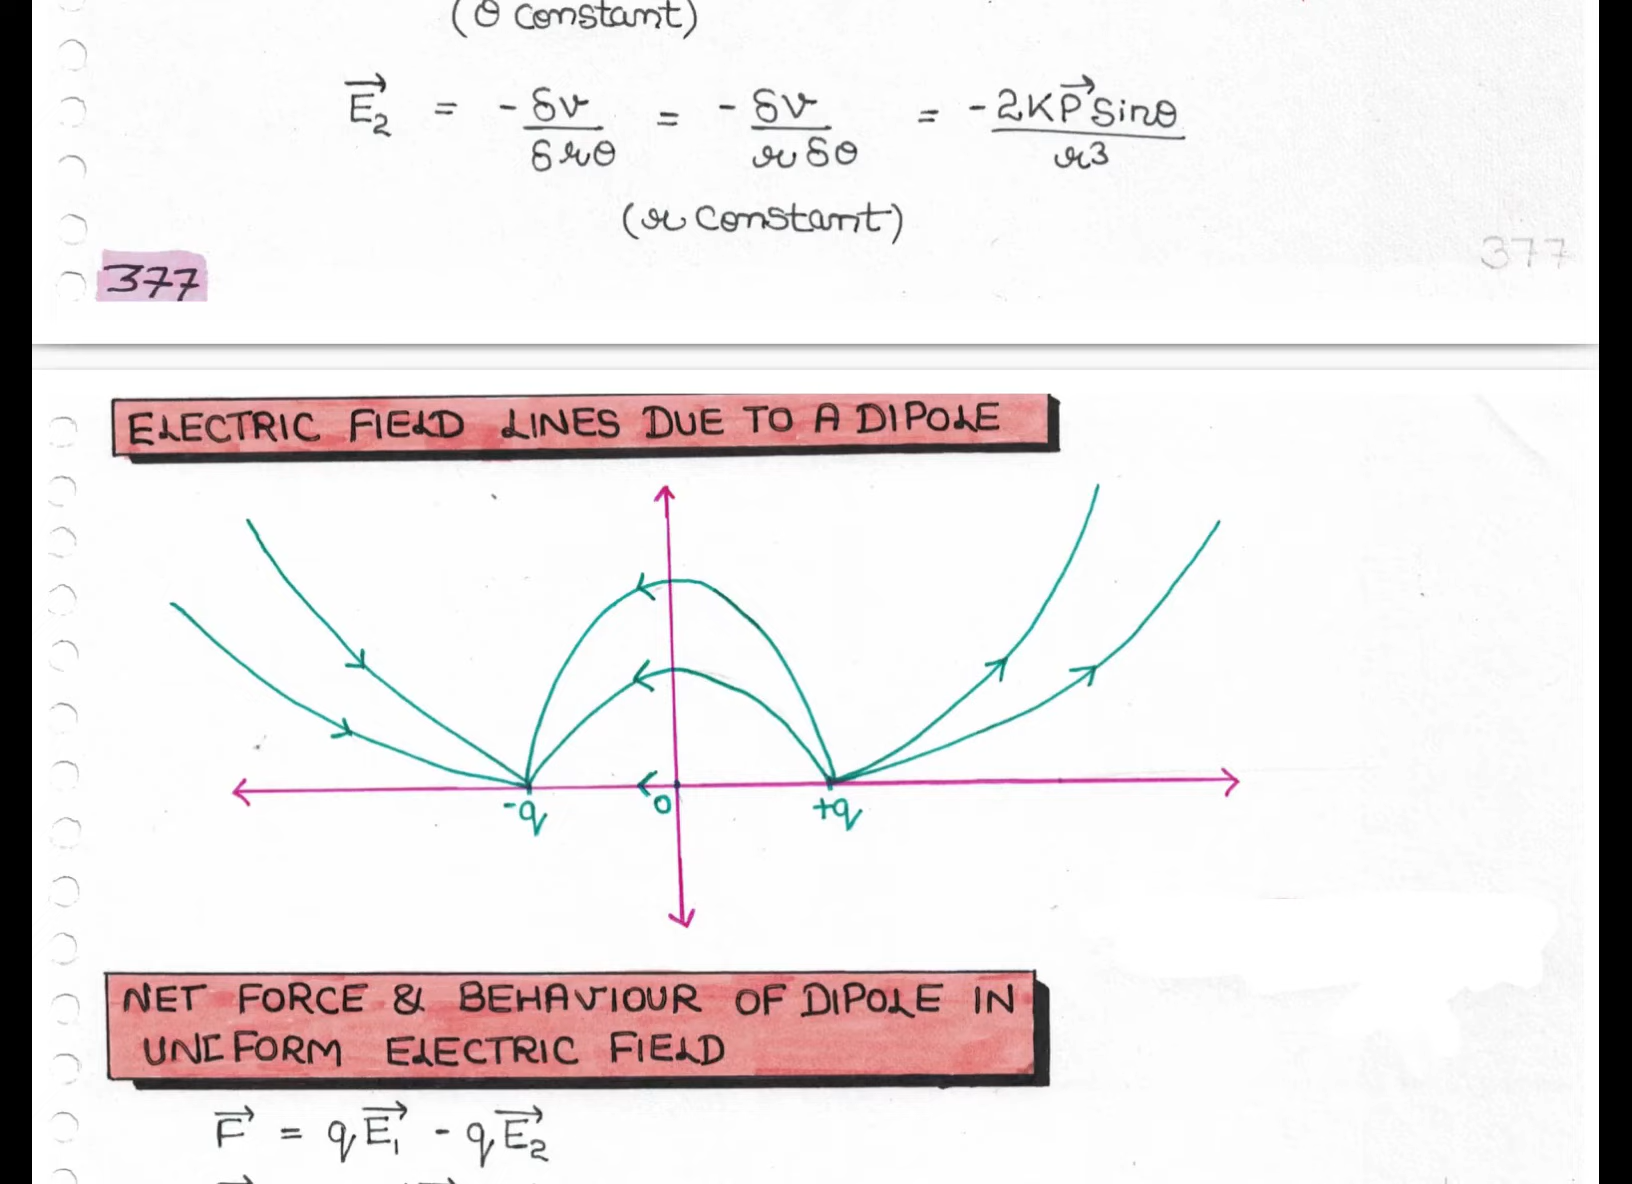 (θ constant)
E₂⃗ = -δv/δrθ = -δv/rδθ = -2KP⃗ sinθ/r³
(r constant)
377
377
ELECTRIC FIELD LINES DUE TO A DIPOLE
-q
0
+q
NET FORCE & BEHAVIOUR OF DIPOLE IN
UNIFORM ELECTRIC FIELD
F⃗ = qE₁⃗ - qE₂⃗